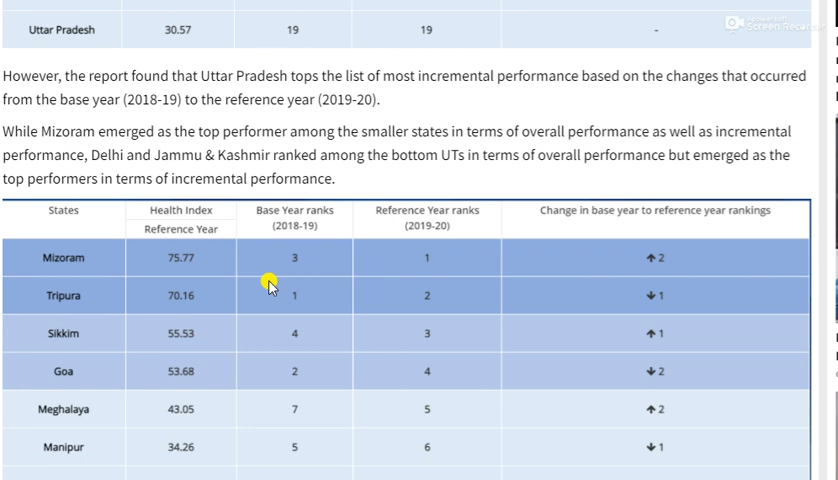 Screen Recorder
Uttar Pradesh 30.57 19 19 -
However, the report found that Uttar Pradesh tops the list of most incremental performance based on the changes that occurred
from the base year (2018-19) to the reference year (2019-20).
While Mizoram emerged as the top performer among the smaller states in terms of overall performance as well as incremental
performance, Delhi and Jammu & Kashmir ranked among the bottom UTs in terms of overall performance but emerged as the
top performers in terms of incremental performance.
States Health Index Base Year ranks Reference Year ranks Change in base year to reference year rankings
Reference Year (2018-19) (2019-20)
Mizoram 75.77 3 1 ↑ 2
Tripura 70.16 1 2 ↓ 1
Sikkim 55.53 4 3 ↑ 1
Goa 53.68 2 4 ↓ 2
Meghalaya 43.05 7 5 ↑ 2
Manipur 34.26 5 6 ↓ 1